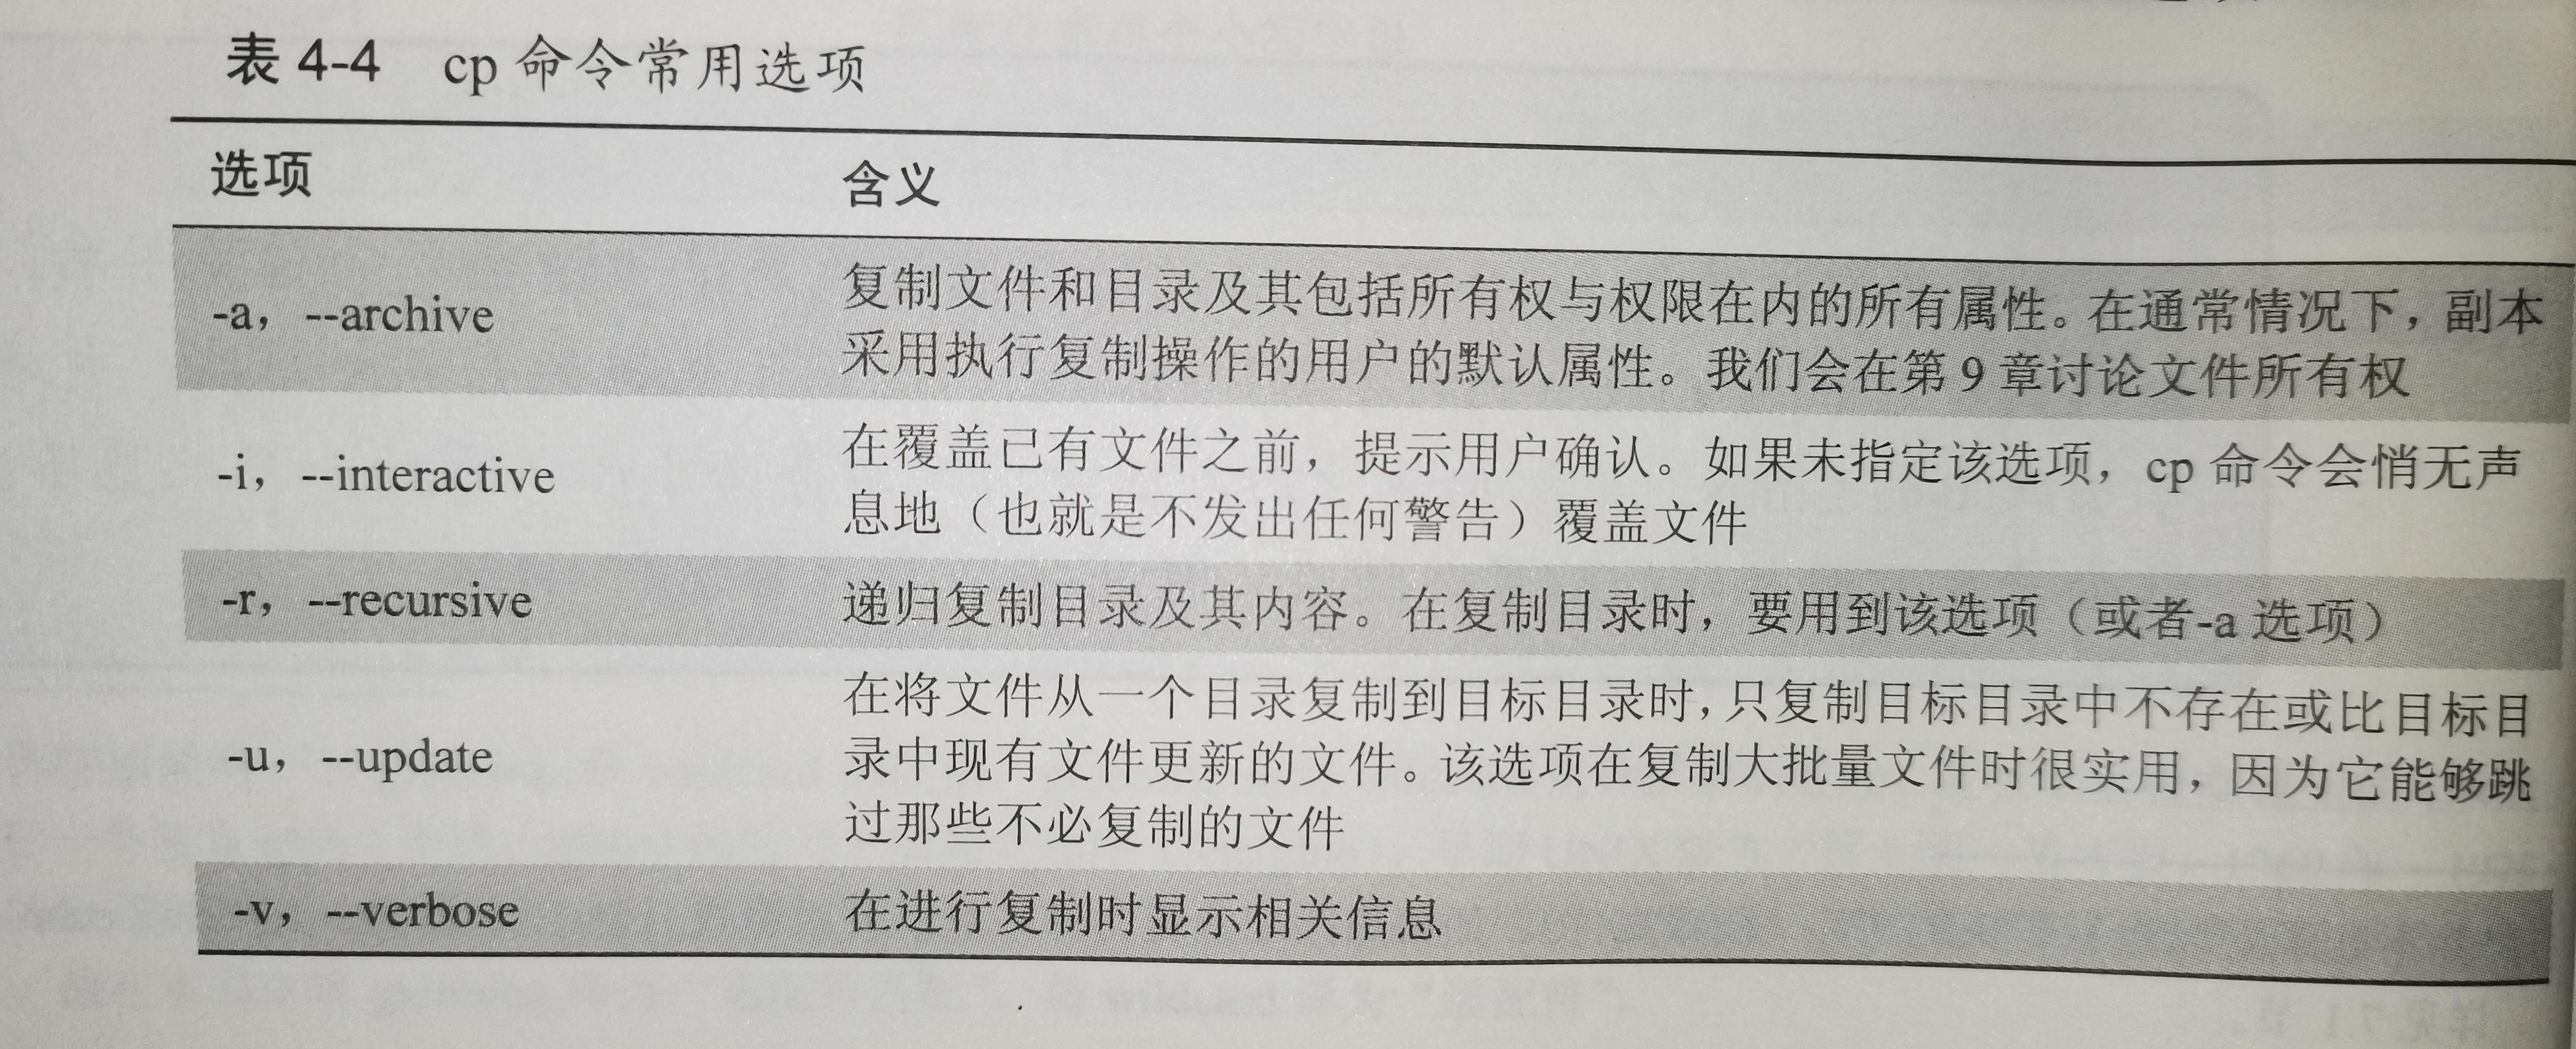 表 4-4 cp 命令常用选项
选项 含义
-a，--archive 复制文件和目录及其包括所有权与权限在内的所有属性。在通常情况下，副本
采用执行复制操作的用户的默认属性。我们会在第 9 章讨论文件所有权
-i，--interactive 在覆盖已有文件之前，提示用户确认。如果未指定该选项，cp 命令会悄无声
息地（也就是不发出任何警告）覆盖文件
-r，--recursive 递归复制目录及其内容。在复制目录时，要用到该选项（或者-a 选项）
-u，--update 在将文件从一个目录复制到目标目录时，只复制目标目录中不存在或比目标目
录中现有文件更新的文件。该选项在复制大批量文件时很实用，因为它能够跳
过那些不必复制的文件
-v，--verbose 在进行复制时显示相关信息